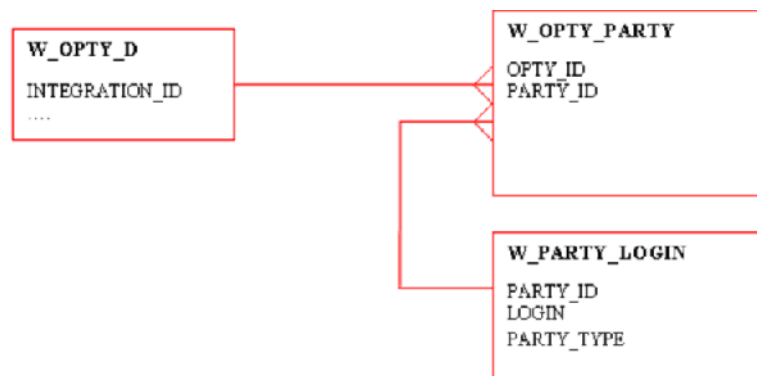 W_OPTY_D
INTEGRATION_ID
....
W_OPTY_PARTY
OPTY_ID
PARTY_ID
W_PARTY_LOGIN
PARTY_ID
LOGIN
PARTY_TYPE